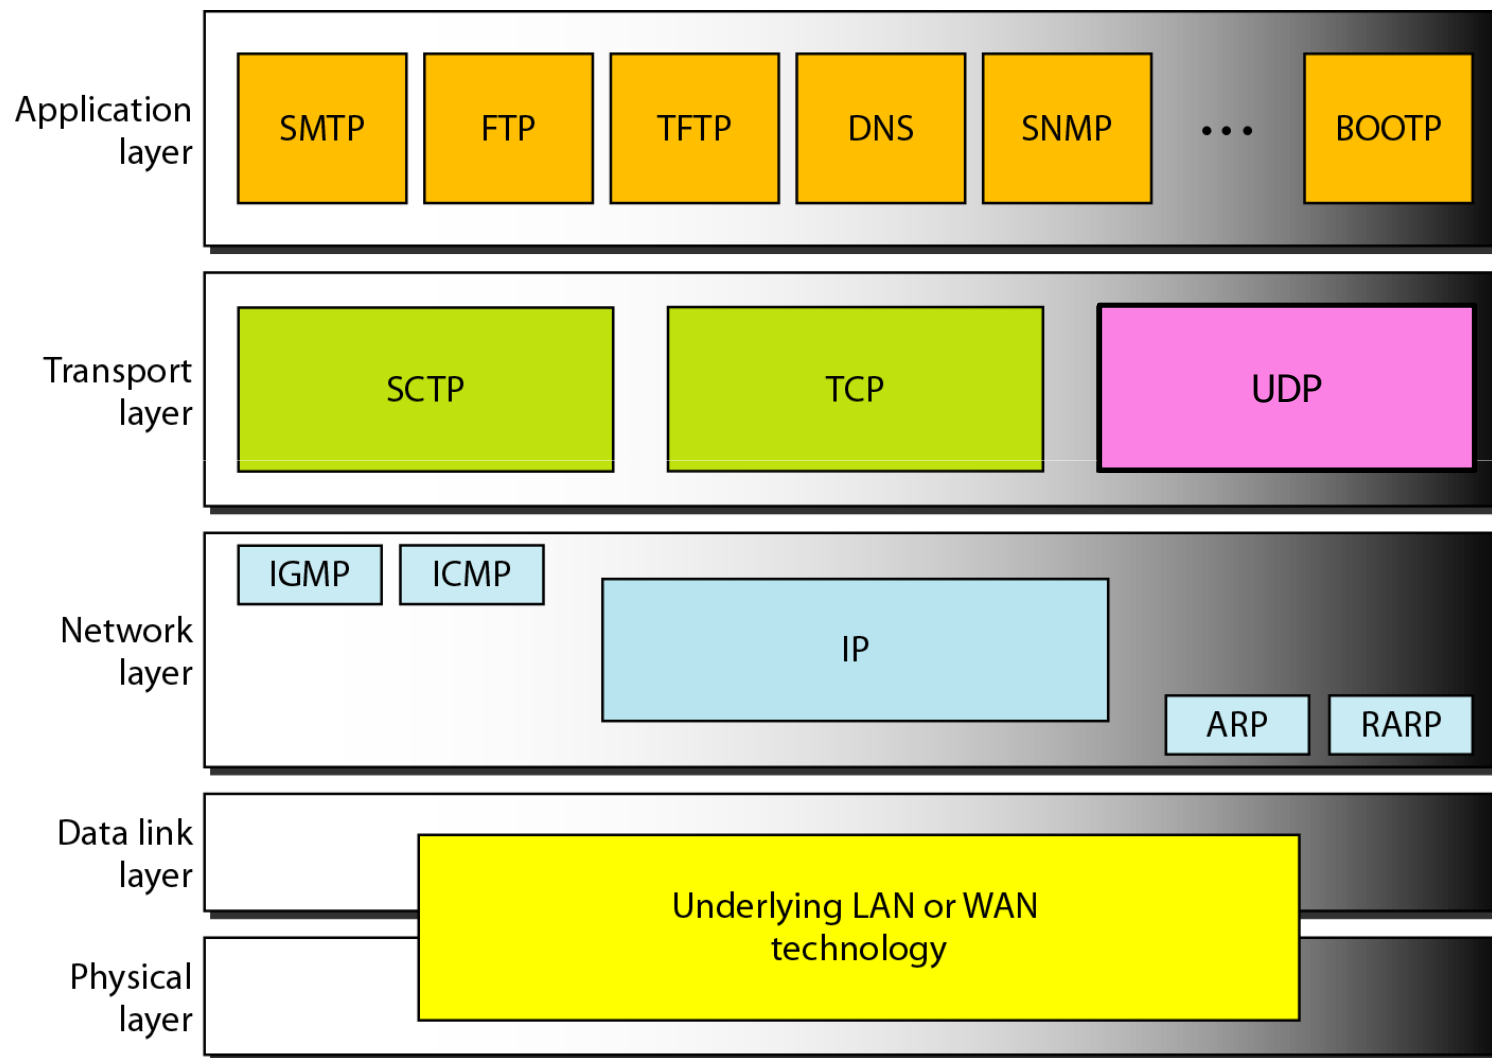 Application
layer
SMTP
FTP
TFTP
DNS
SNMP
...
BOOTP
Transport
layer
SCTP
TCP
UDP
Network
layer
IGMP
ICMP
IP
ARP
RARP
Data link
layer
Underlying LAN or WAN
technology
Physical
layer